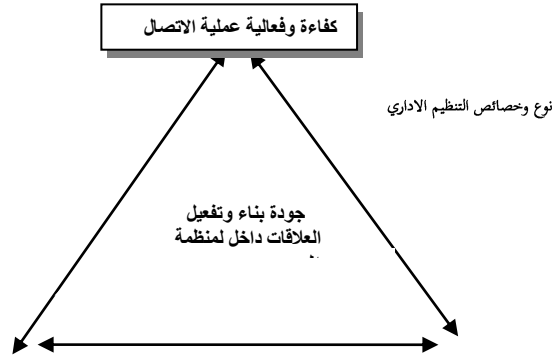 كفاءة وفعالية عملية الاتصال
نوع وخصائص التنظيم الاداري
جودة بناء وتفعيل
العلاقات داخل لمنظمة